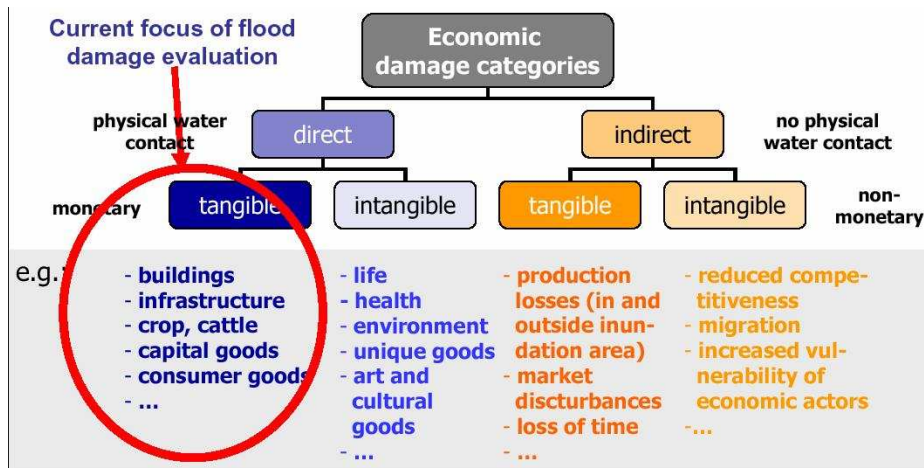 Current focus of flood
damage evaluation
Economic
damage categories
physical water
contact
direct
indirect
no physical
water contact
monetary
tangible
intangible
tangible
intangible
non-
monetary
e.g.:
- buildings
- infrastructure
- crop, cattle
- capital goods
- consumer goods
- ...
- life
- health
- environment
- unique goods
- art and
cultural
goods
- ...
- production
losses (in and
outside inun-
dation area)
- market
discturbances
- loss of time
- ...
- reduced compe-
titiveness
- migration
- increased vul-
nerability of
economic actors
-...